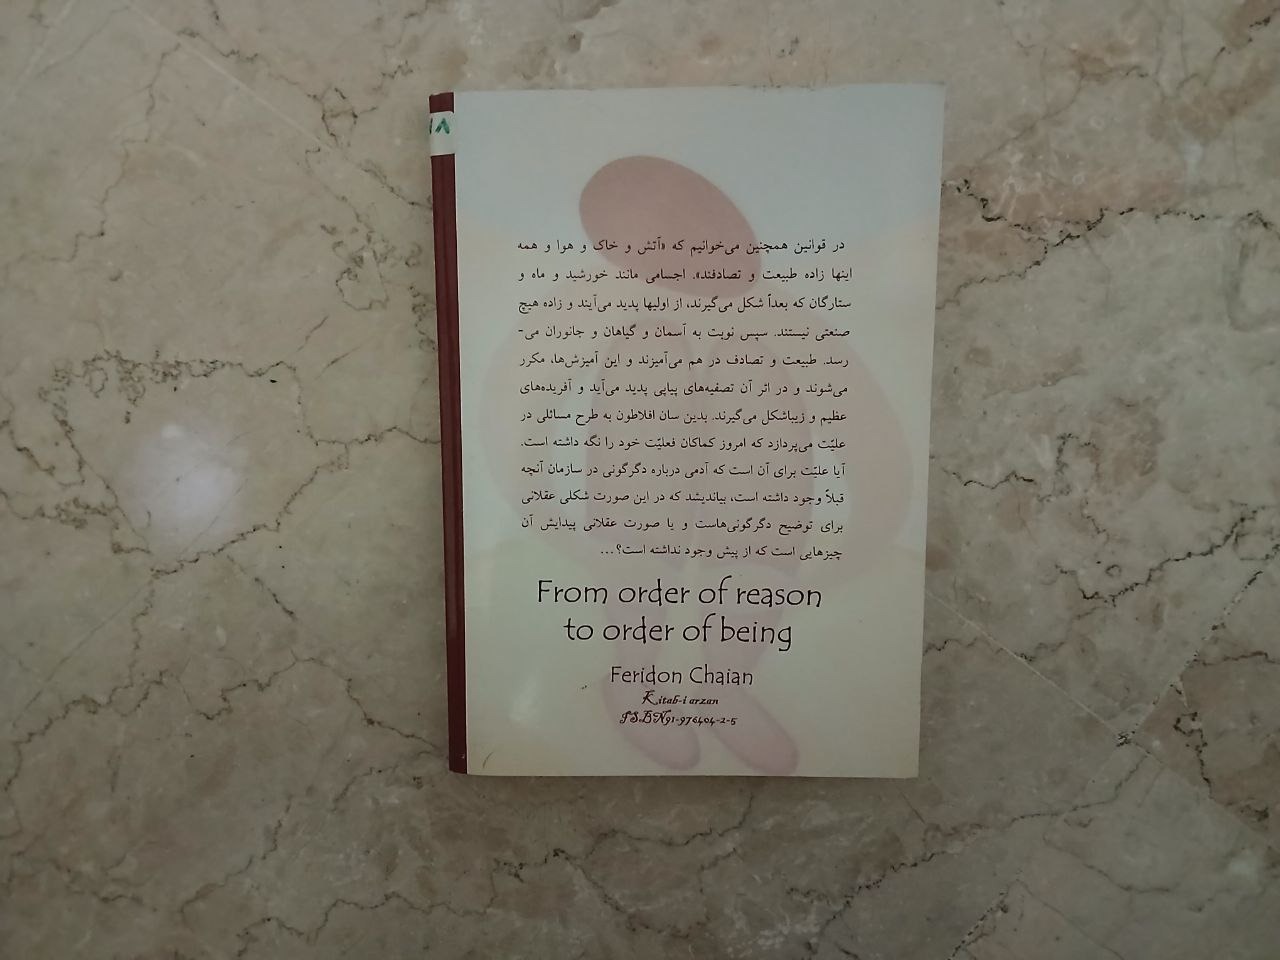 ۱۸
در قوانین همچنین می‌خوانیم که «آتش و خاک و هوا و همه
اینها زاده طبیعت و تصادفند». اجسامی مانند خورشید و ماه و
ستارگان که بعداً شکل می‌گیرند، از اولیها پدید می‌آیند و زاده هیچ
صنعتی نیستند. سپس نوبت به آسمان و گیاهان و جانوران می-
رسد. طبیعت و تصادف در هم می‌آمیزند و این آمیزش‌ها، مکرر
می‌شوند و در اثر آن تصفیه‌های پیاپی پدید می‌آید و آفریده‌های
عظیم و زیباشکل می‌گیرند. بدین سان افلاطون به طرح مسائلی در
علیّت می‌پردازد که امروز کماکان فعلیّت خود را نگه داشته است.
آیا علیّت برای آن است که آدمی درباره دگرگونی در سازمان آنچه
قبلاً وجود داشته است، بیاندیشد که در این صورت شکلی عقلانی
برای توضیح دگرگونی‌هاست و یا صورت عقلانی پیدایش آن
چیزهایی است که از پیش وجود نداشته است؟...
From order of reason
to order of being
Feridon Chaian
Kitab-i arzan
ISBN91-976404-2-5